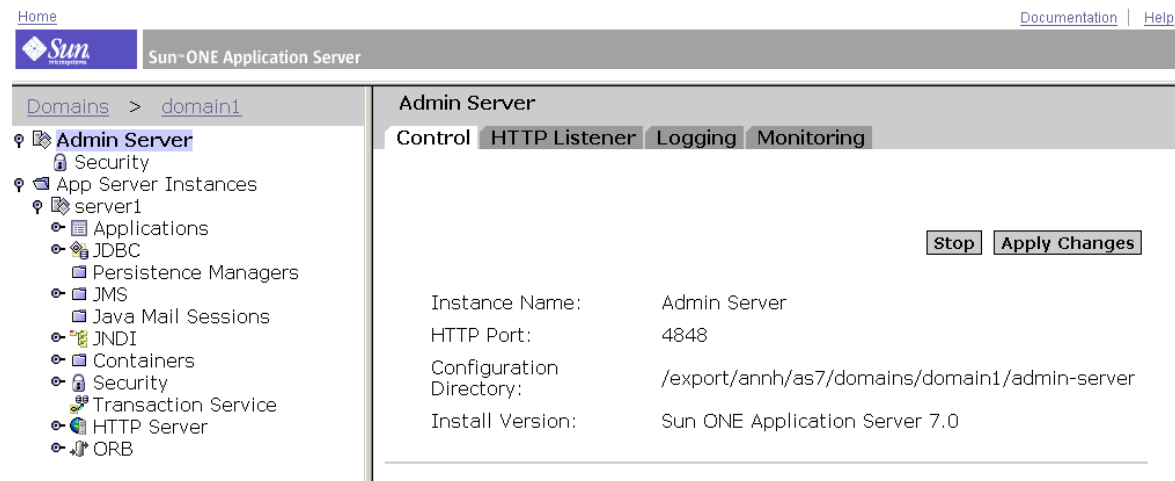 Home
Documentation | Help
Sun
microsystems
Sun™ ONE Application Server
Domains > domain1
Admin Server
Security
App Server Instances
server1
Applications
JDBC
Persistence Managers
JMS
Java Mail Sessions
JNDI
Containers
Security
Transaction Service
HTTP Server
ORB
Admin Server
Control HTTP Listener Logging Monitoring
Stop Apply Changes
Instance Name: Admin Server
HTTP Port: 4848
Configuration
Directory: /export/annh/as7/domains/domain1/admin-server
Install Version: Sun ONE Application Server 7.0